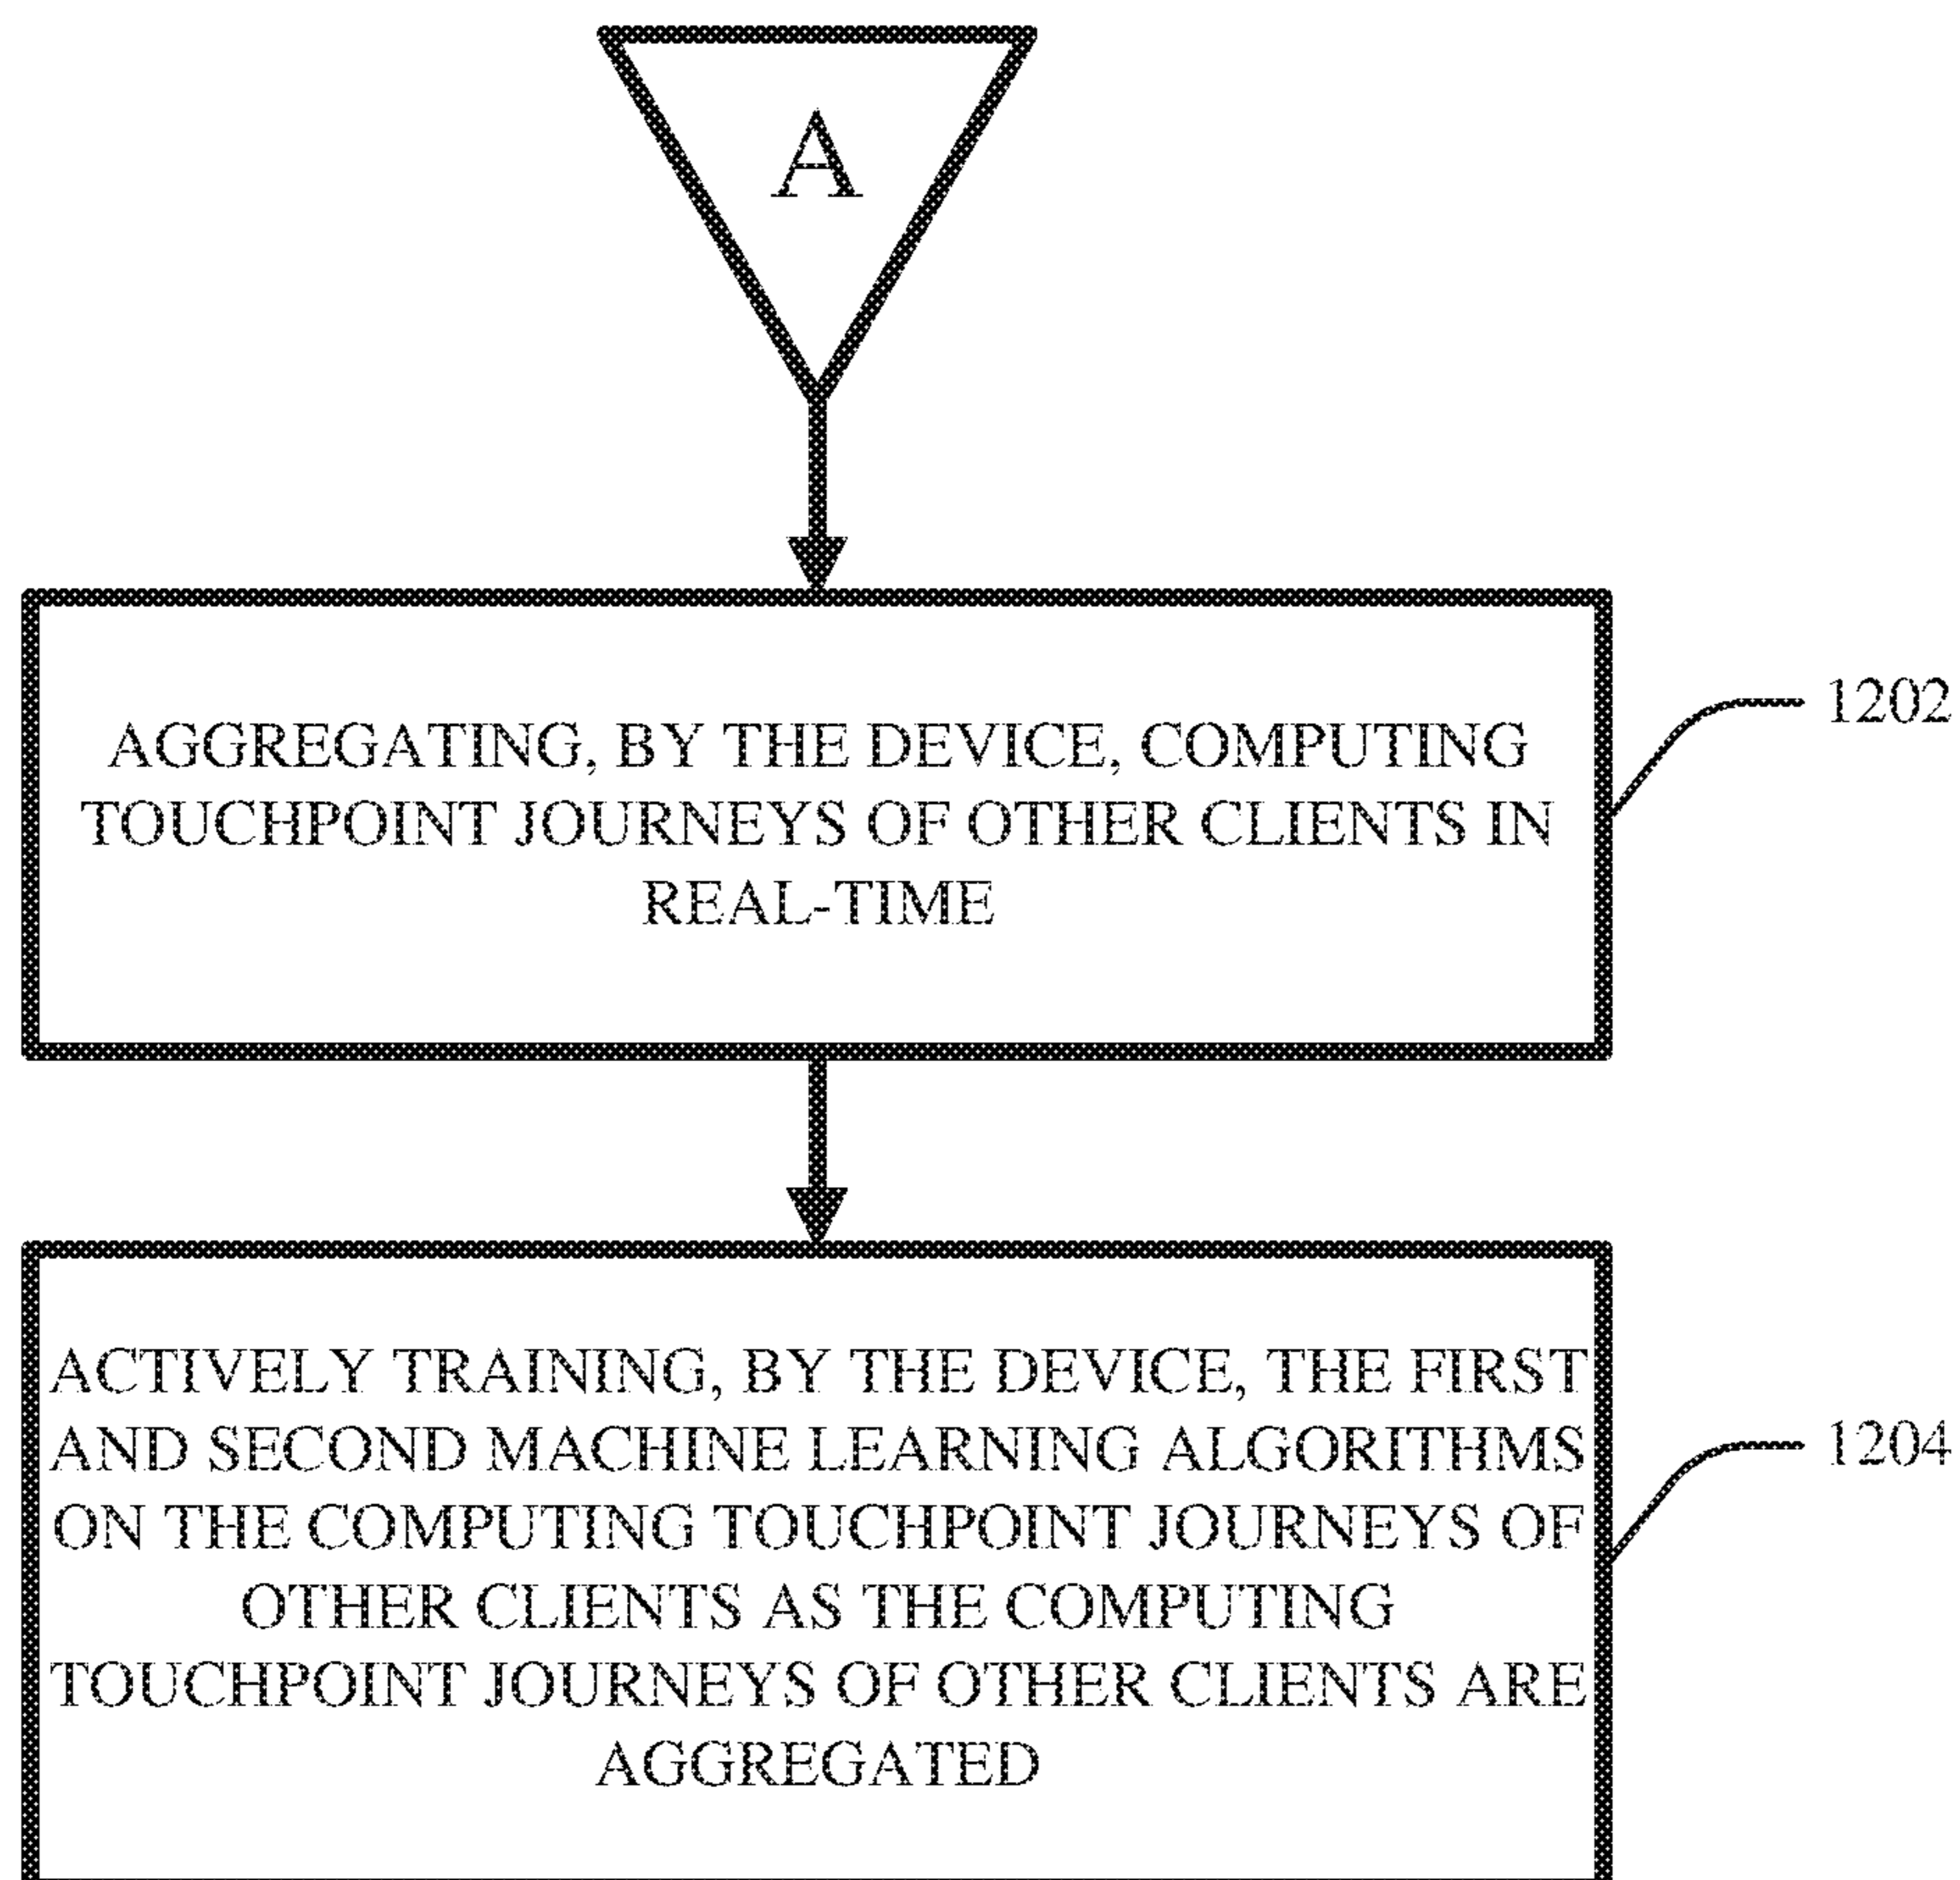 A
AGGREGATING, BY THE DEVICE, COMPUTING
TOUCHPOINT JOURNEYS OF OTHER CLIENTS IN
REAL-TIME
1202
ACTIVELY TRAINING, BY THE DEVICE, THE FIRST
AND SECOND MACHINE LEARNING ALGORITHMS
ON THE COMPUTING TOUCHPOINT JOURNEYS OF
OTHER CLIENTS AS THE COMPUTING
TOUCHPOINT JOURNEYS OF OTHER CLIENTS ARE
AGGREGATED
1204